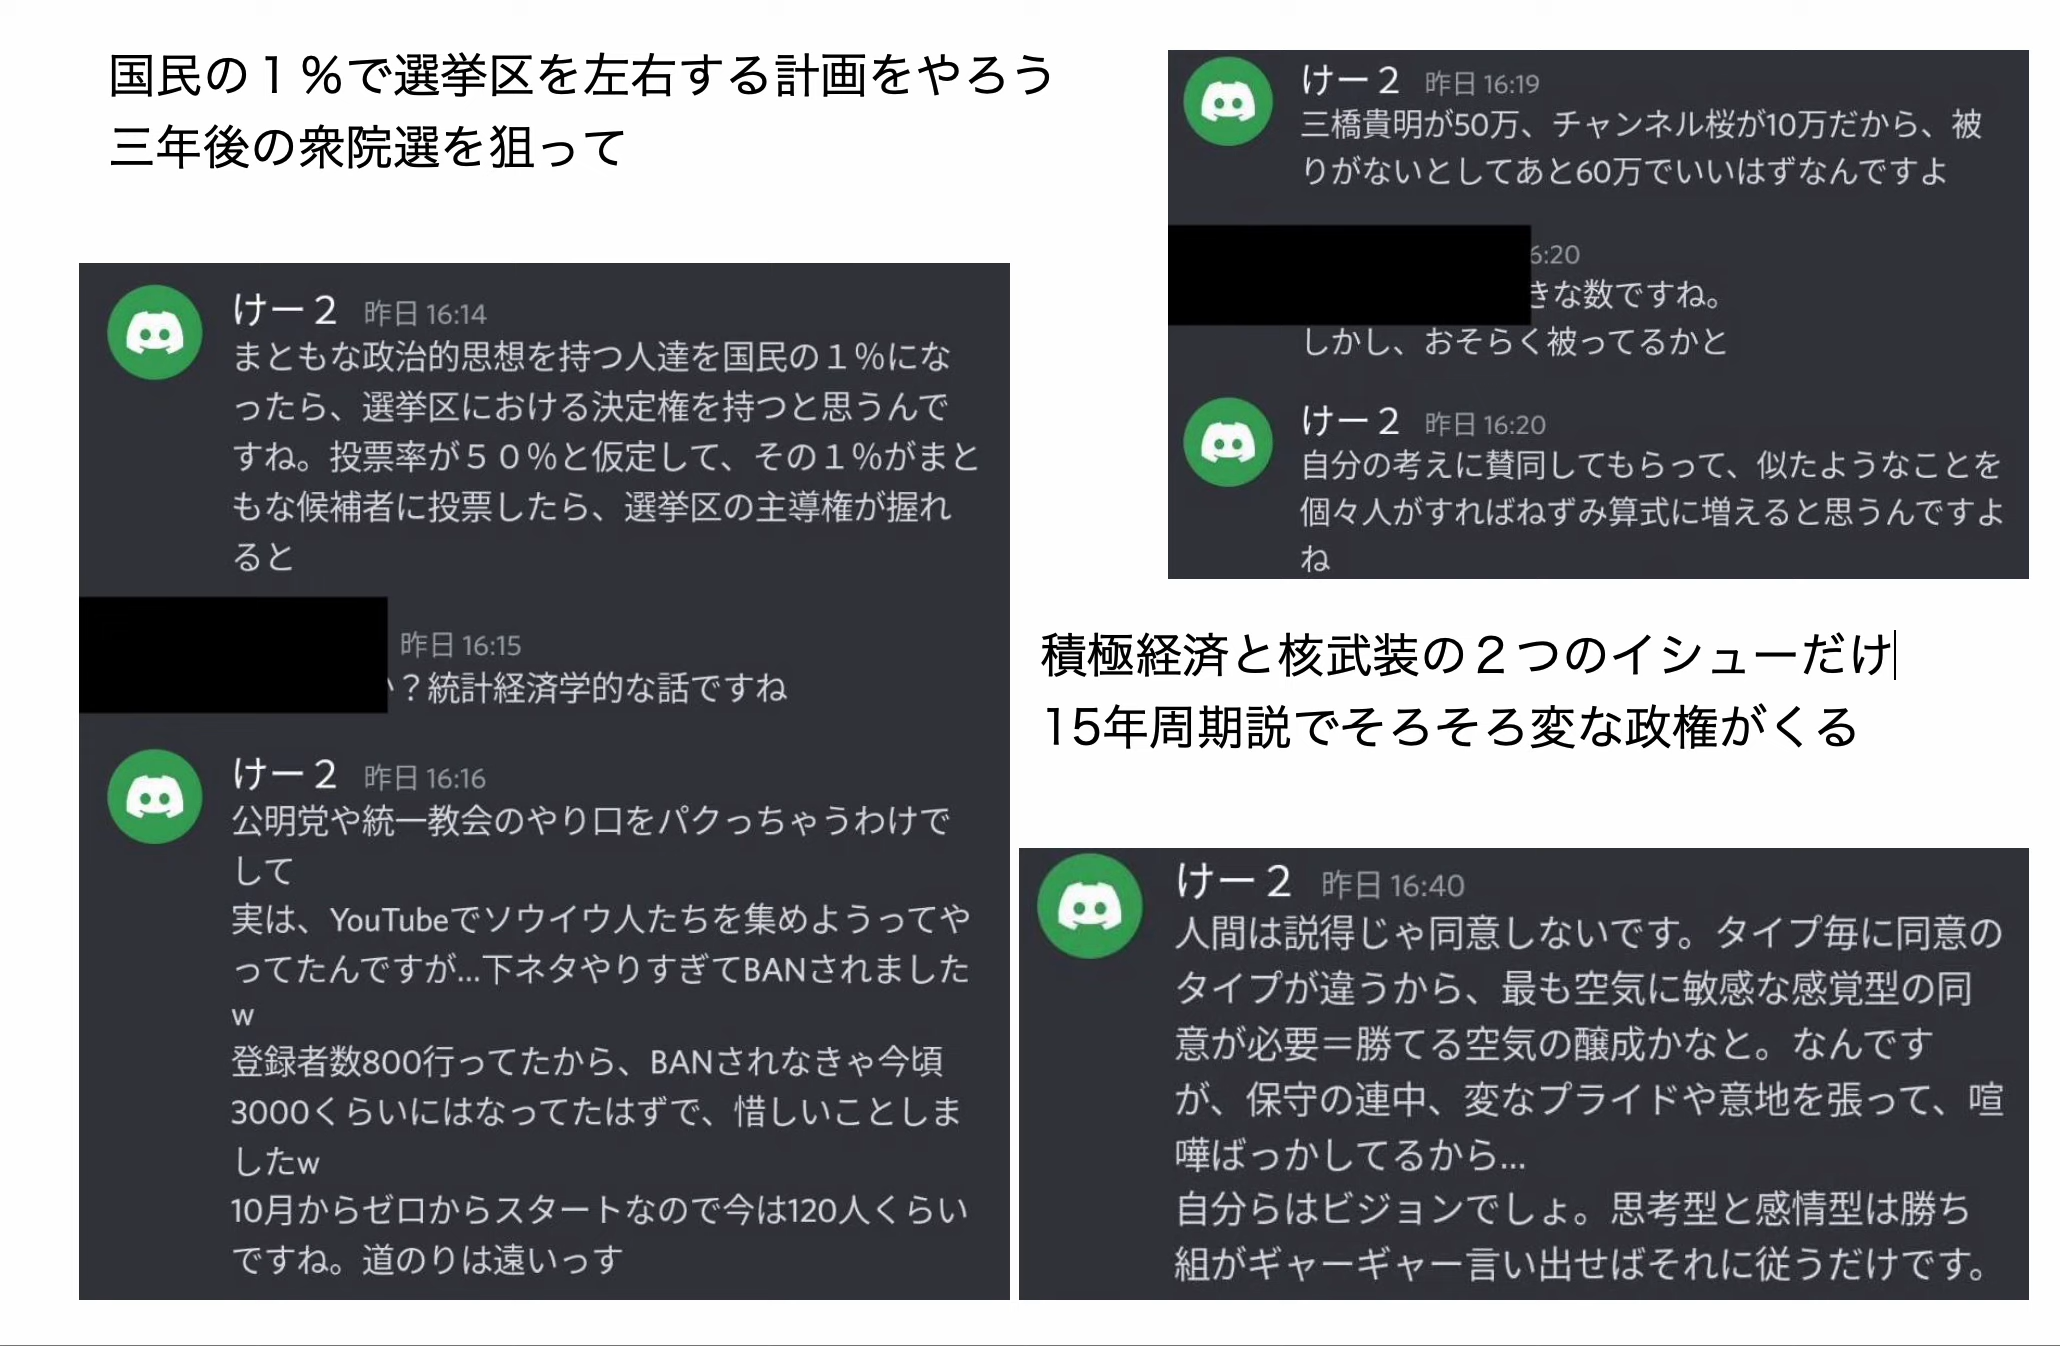 国民の１％で選挙区を左右する計画をやろう
三年後の衆院選を狙って
けー２ 昨日 16:14
まともな政治的思想を持つ人達を国民の１％にな
ったら、選挙区における決定権を持つと思うんで
すね。投票率が５０％と仮定して、その１％がまと
もな候補者に投票したら、選挙区の主導権が握れ
ると
昨日 16:15
？統計経済学的な話ですね
けー２ 昨日 16:16
公明党や統一教会のやり口をパクっちゃうわけで
して
実は、YouTubeでソウイウ人たちを集めようってや
ってたんですが...下ネタやりすぎてBANされました
w
登録者数800行ってたから、BANされなきゃ今頃
3000くらいにはなってたはずで、惜しいことしま
したw
10月からゼロからスタートなので今は120人くらい
ですね。道のりは遠いっす
けー２ 昨日 16:19
三橋貴明が50万、チャンネル桜が10万だから、被
りがないとしてあと60万でいいはずなんですよ
6:20
きな数ですね。
しかし、おそらく被ってるかと
けー２ 昨日 16:20
自分の考えに賛同してもらって、似たようなことを
個々人がすればねずみ算式に増えると思うんですよ
ね
積極経済と核武装の２つのイシューだけ
15年周期説でそろそろ変な政権がくる
けー２ 昨日 16:40
人間は説得じゃ同意しないです。タイプ毎に同意の
タイプが違うから、最も空気に敏感な感覚型の同
意が必要＝勝てる空気の醸成かなと。なんです
が、保守の連中、変なプライドや意地を張って、喧
嘩ばっかしてるから...
自分らはビジョンでしょ。思考型と感情型は勝ち
組がギャーギャー言い出せばそれに従うだけです。